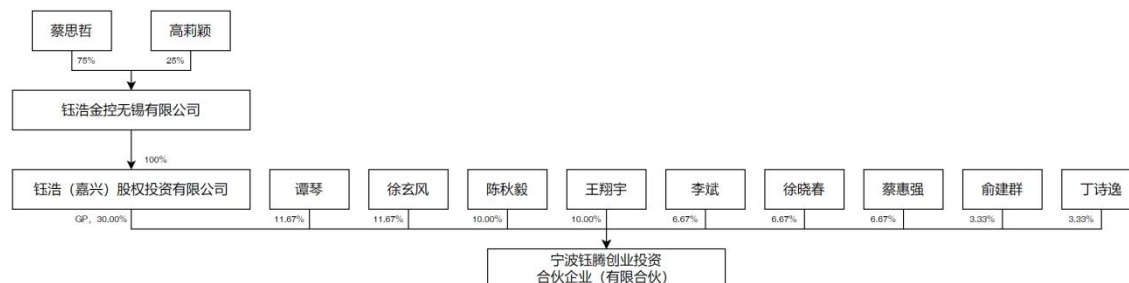 蔡思哲
高莉颖
75%
25%
钰浩金控无锡有限公司
100%
钰浩（嘉兴）股权投资有限公司
谭琴
徐玄风
陈秋毅
王翔宇
李斌
徐晓春
蔡惠强
俞建群
丁诗逸
GP，30.00%
11.67%
11.67%
10.00%
10.00%
6.67%
6.67%
6.67%
3.33%
3.33%
宁波钰腾创业投资
合伙企业（有限合伙）